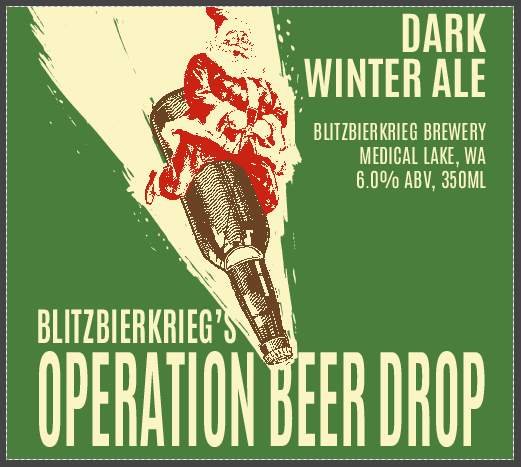 DARK
WINTER ALE
BLITZBIERKRIEG BREWERY
MEDICAL LAKE, WA
6.0% ABV, 350ML
BLITZBIERKRIEG'S
OPERATION BEER DROP